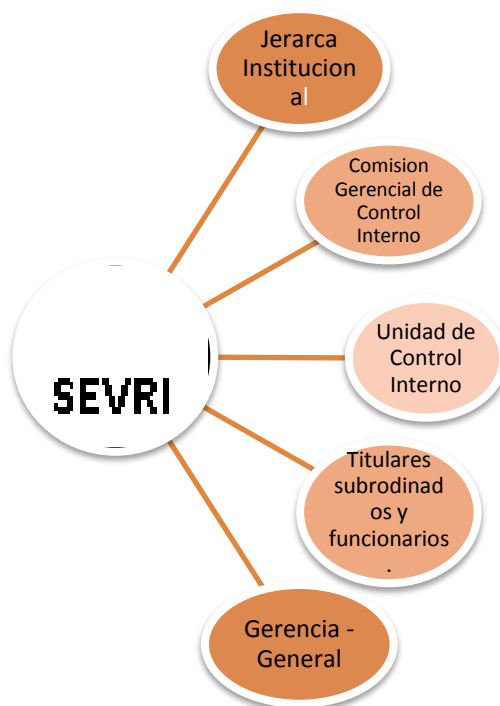 Jerarca
Institucion
al
Comision
Gerencial de
Control
Interno
SEVRI
Unidad de
Control
Interno
Titulares
subrodinad
os y
funcionarios
.
Gerencia -
General